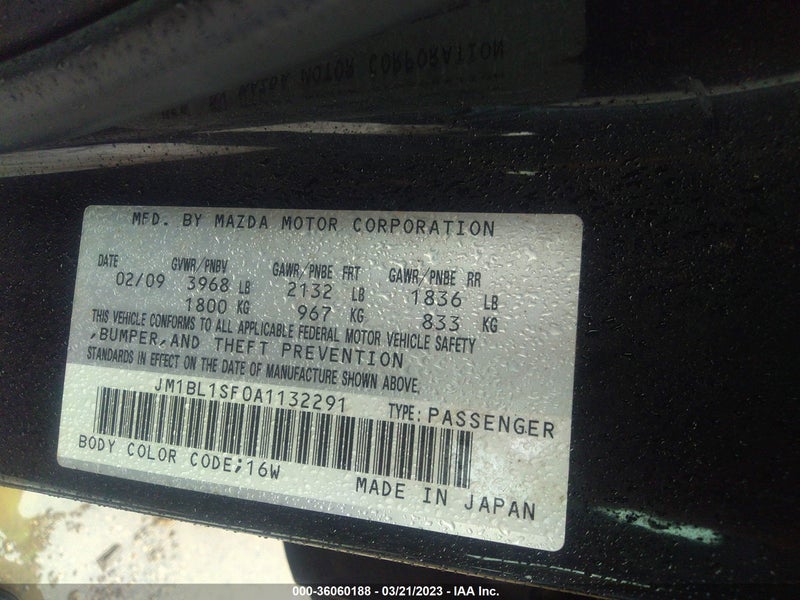 MAZDA MOTOR CORPORATION
MFD. BY MAZDA MOTOR CORPORATION
DATE GVWR/PNBV GAWR/PNBE FRT GAWR/PNBE RR
02/09 3968 LB 2132 LB 1836 LB
1800 KG 967 KG 833 KG
THIS VEHICLE CONFORMS TO ALL APPLICABLE FEDERAL MOTOR VEHICLE SAFETY
,BUMPER,AND THEFT PREVENTION
STANDARDS IN EFFECT ON THE DATE OF MANUFACTURE SHOWN ABOVE.
JM1BL1SF0A1132291 TYPE: PASSENGER
BODY COLOR CODE;16W
MADE IN JAPAN
000-36060188 - 03/21/2023 - IAA Inc.